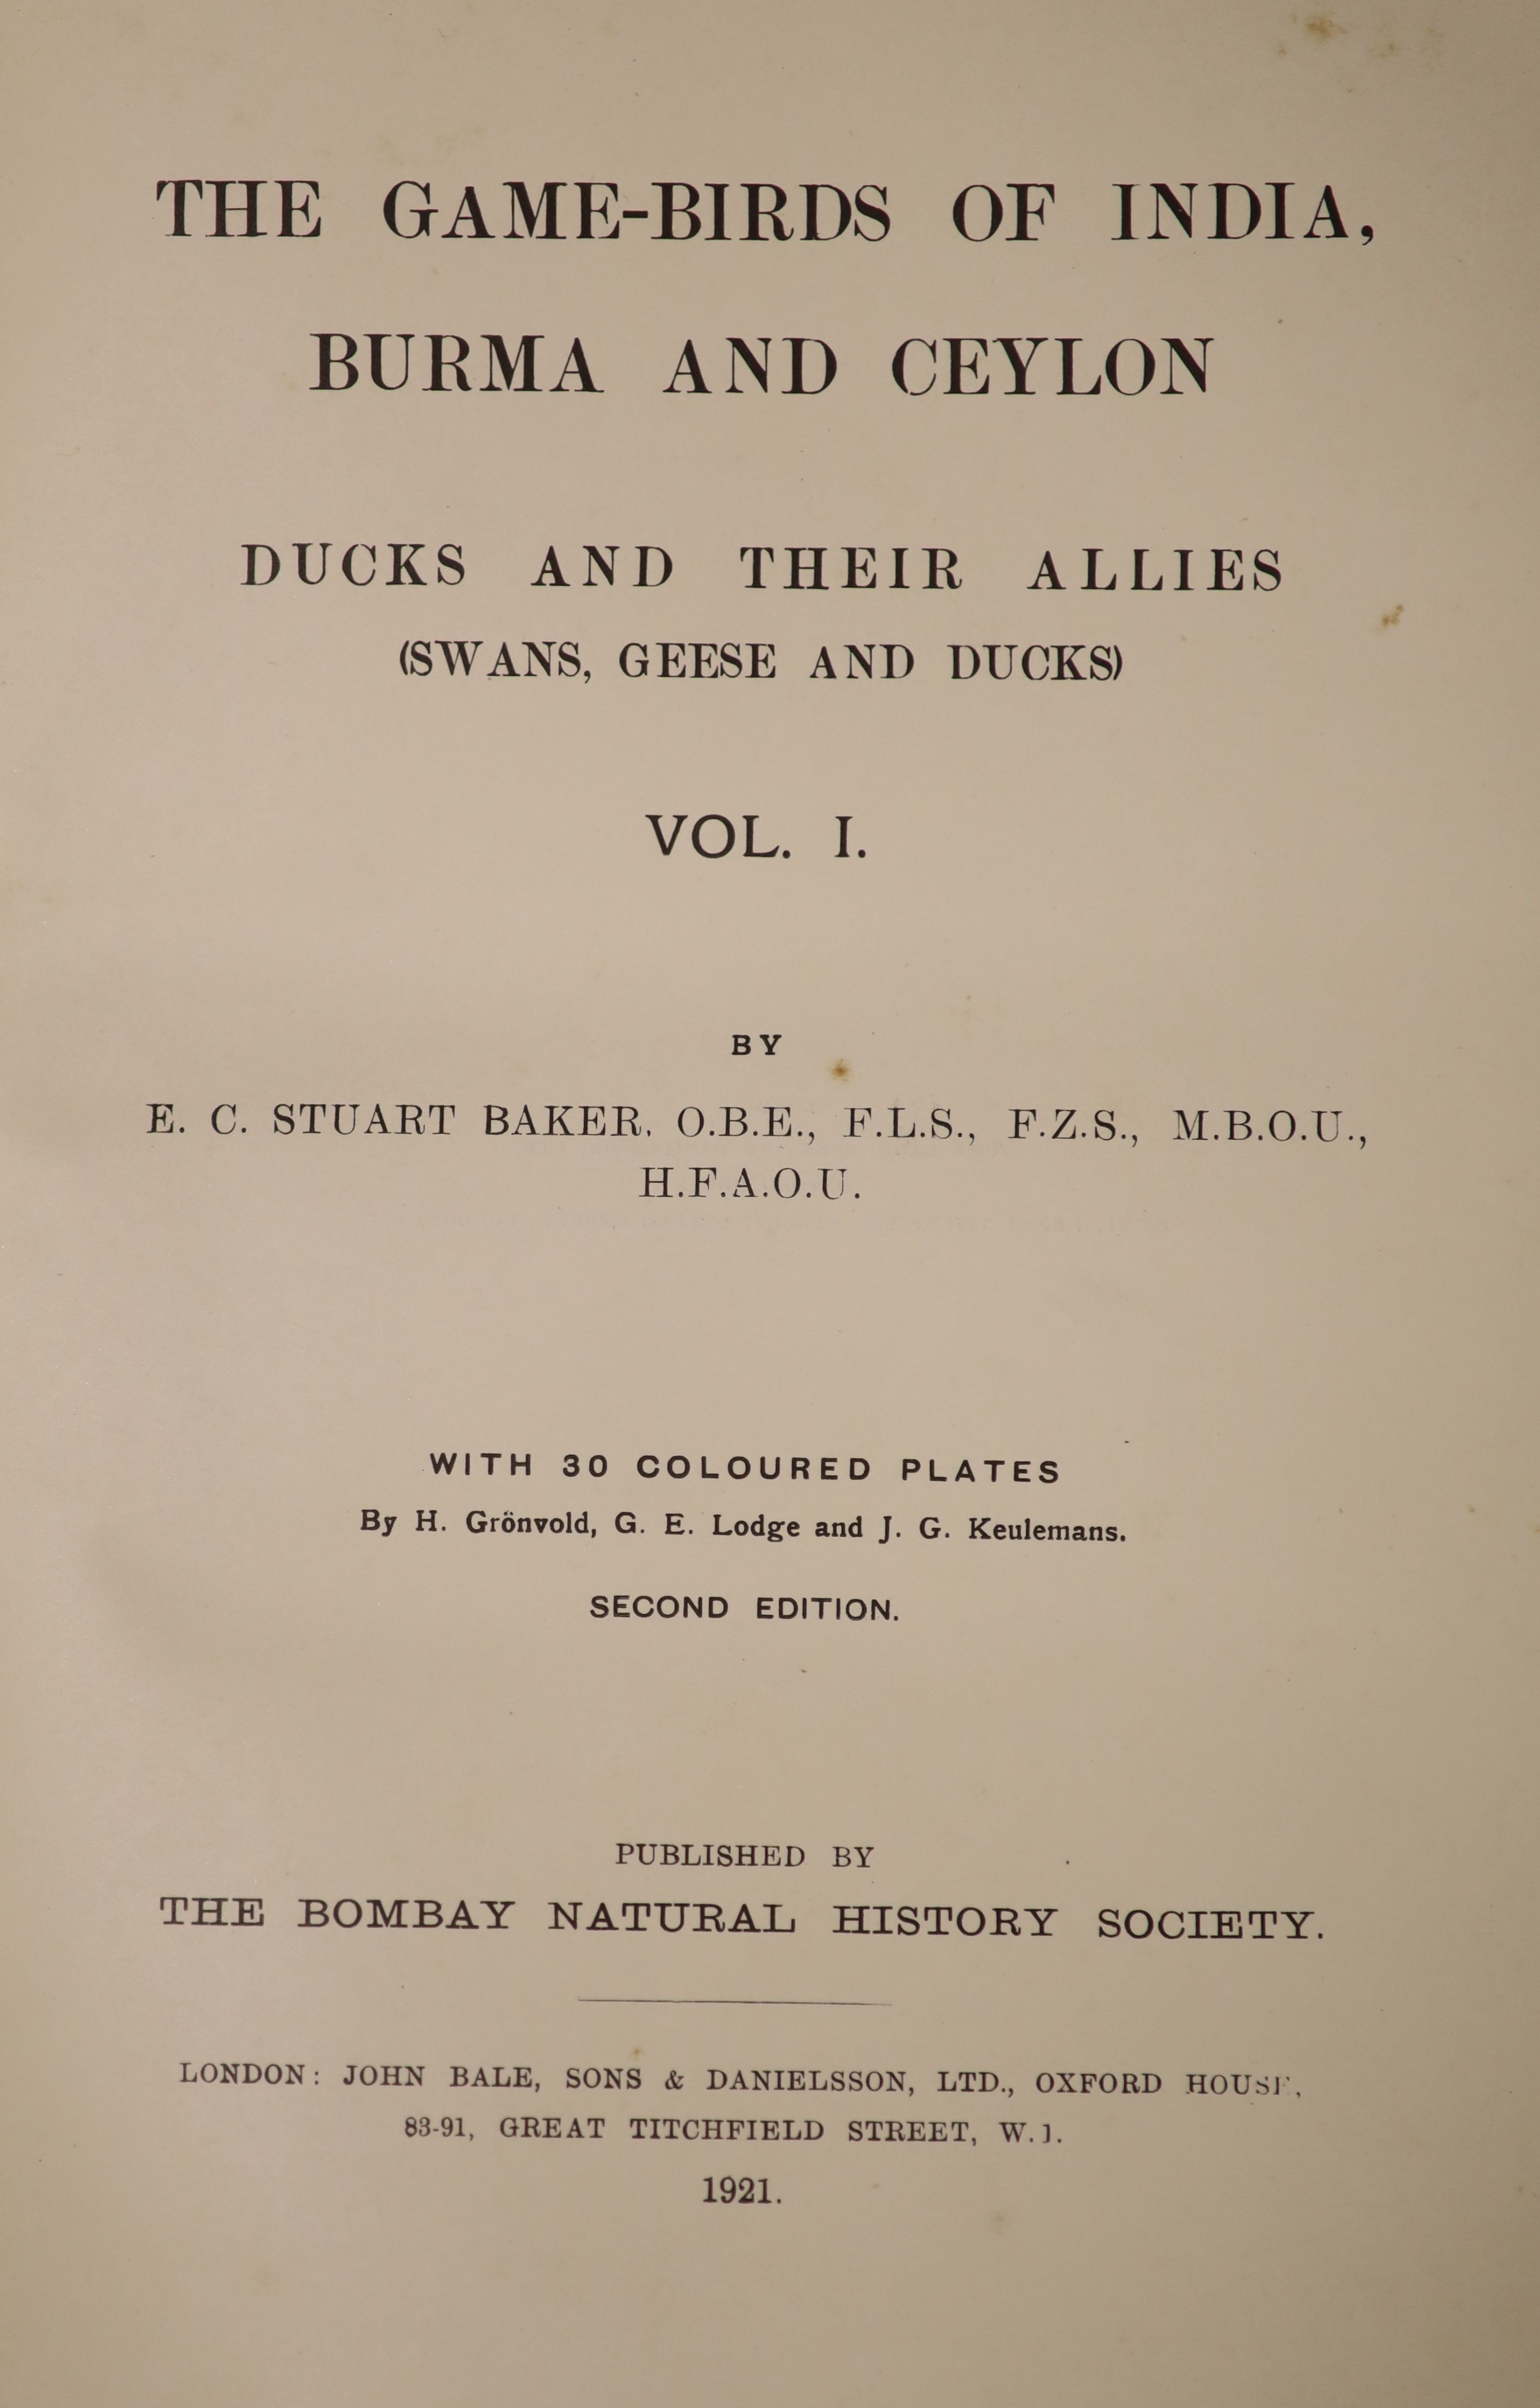 THE GAME-BIRDS OF INDIA,
BURMA AND CEYLON
DUCKS AND THEIR ALLIES
(SWANS, GEESE AND DUCKS)
VOL. I.
BY
E. C. STUART BAKER, O.B.E., F.L.S., F.Z.S., M.B.O.U.,
H.F.A.O.U.
WITH 30 COLOURED PLATES
By H. Grönvold, G. E. Lodge and J. G. Keulemans.
SECOND EDITION.
PUBLISHED BY
THE BOMBAY NATURAL HISTORY SOCIETY.
LONDON: JOHN BALE, SONS & DANIELSSON, LTD., OXFORD HOUSE,
83-91, GREAT TITCHFIELD STREET, W.1.
1921.